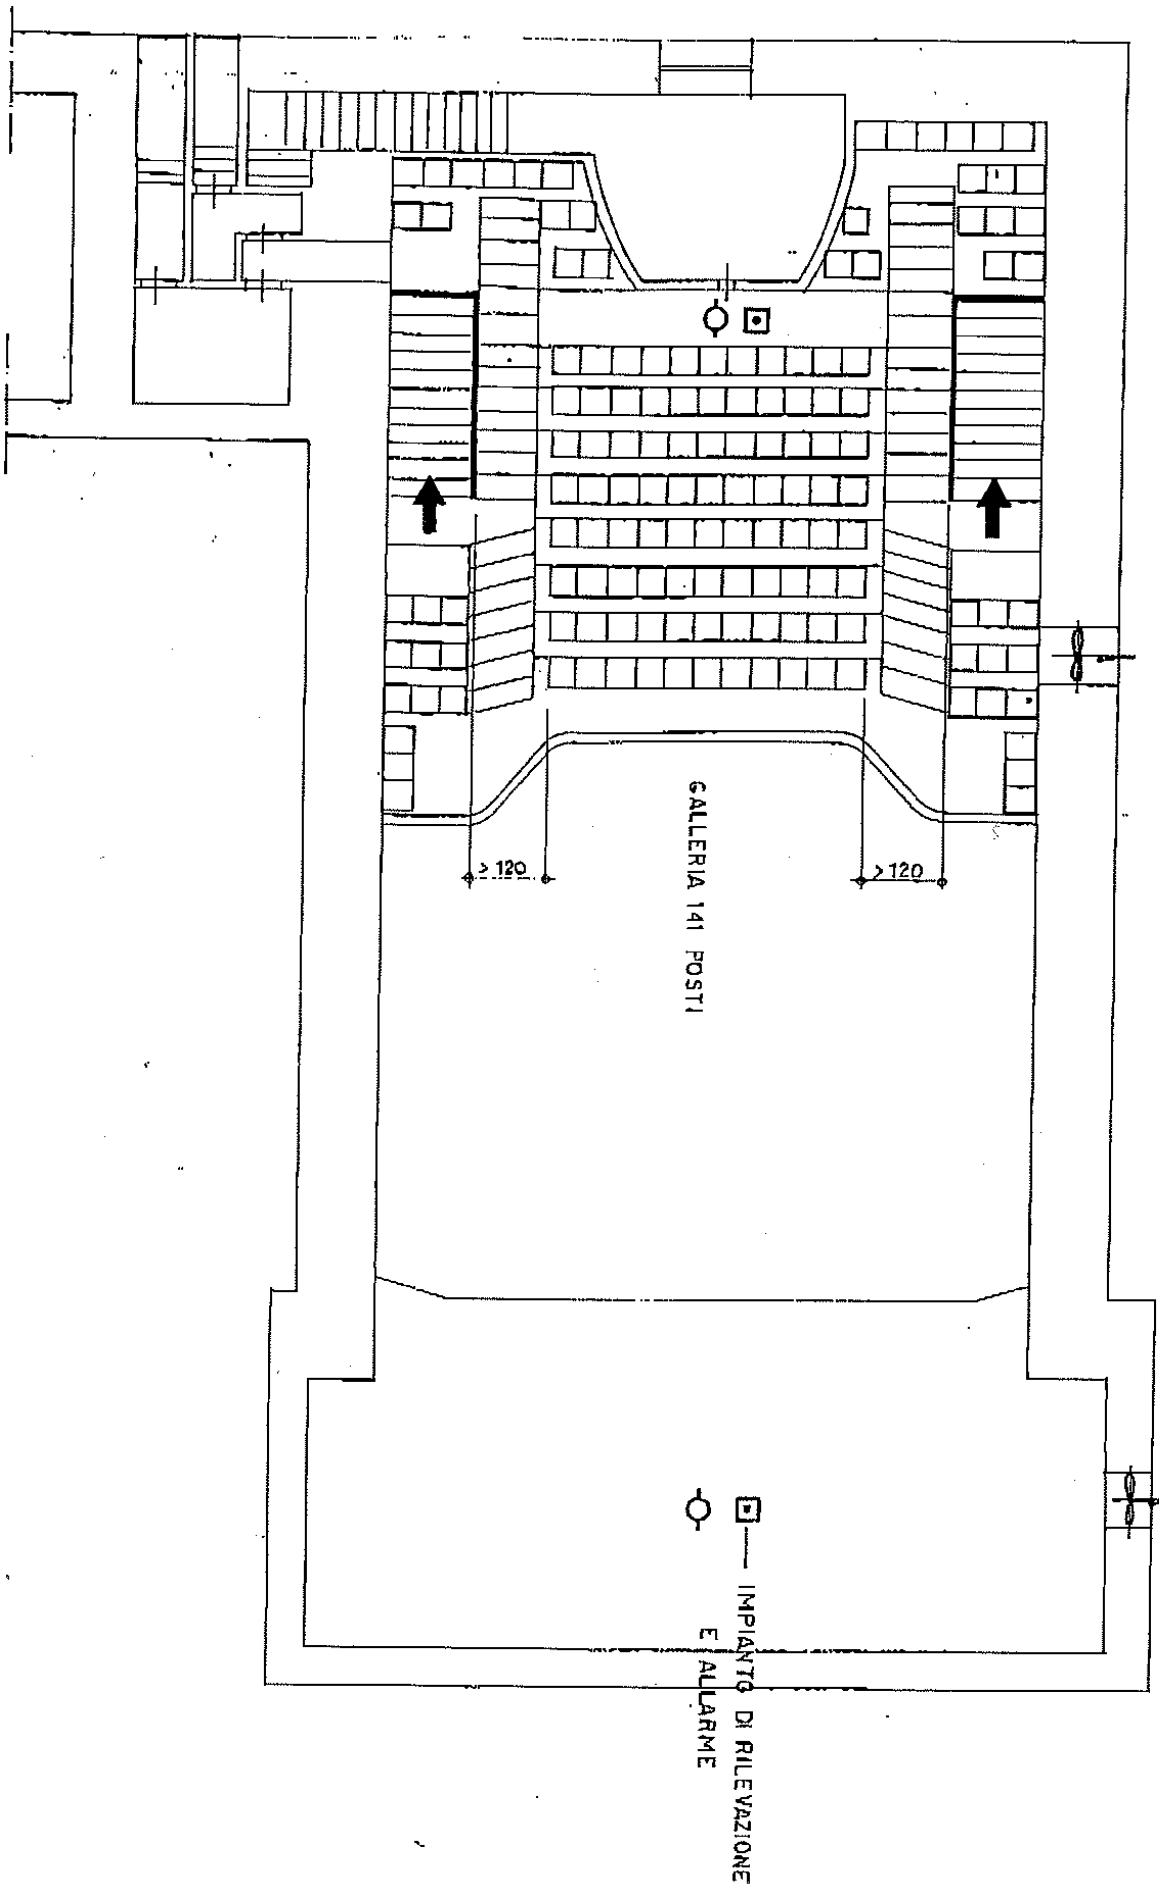 > 120
> 120
GALLERIA 141 POSTI
IMPIANTO DI RILEVAZIONE
E ALLARME